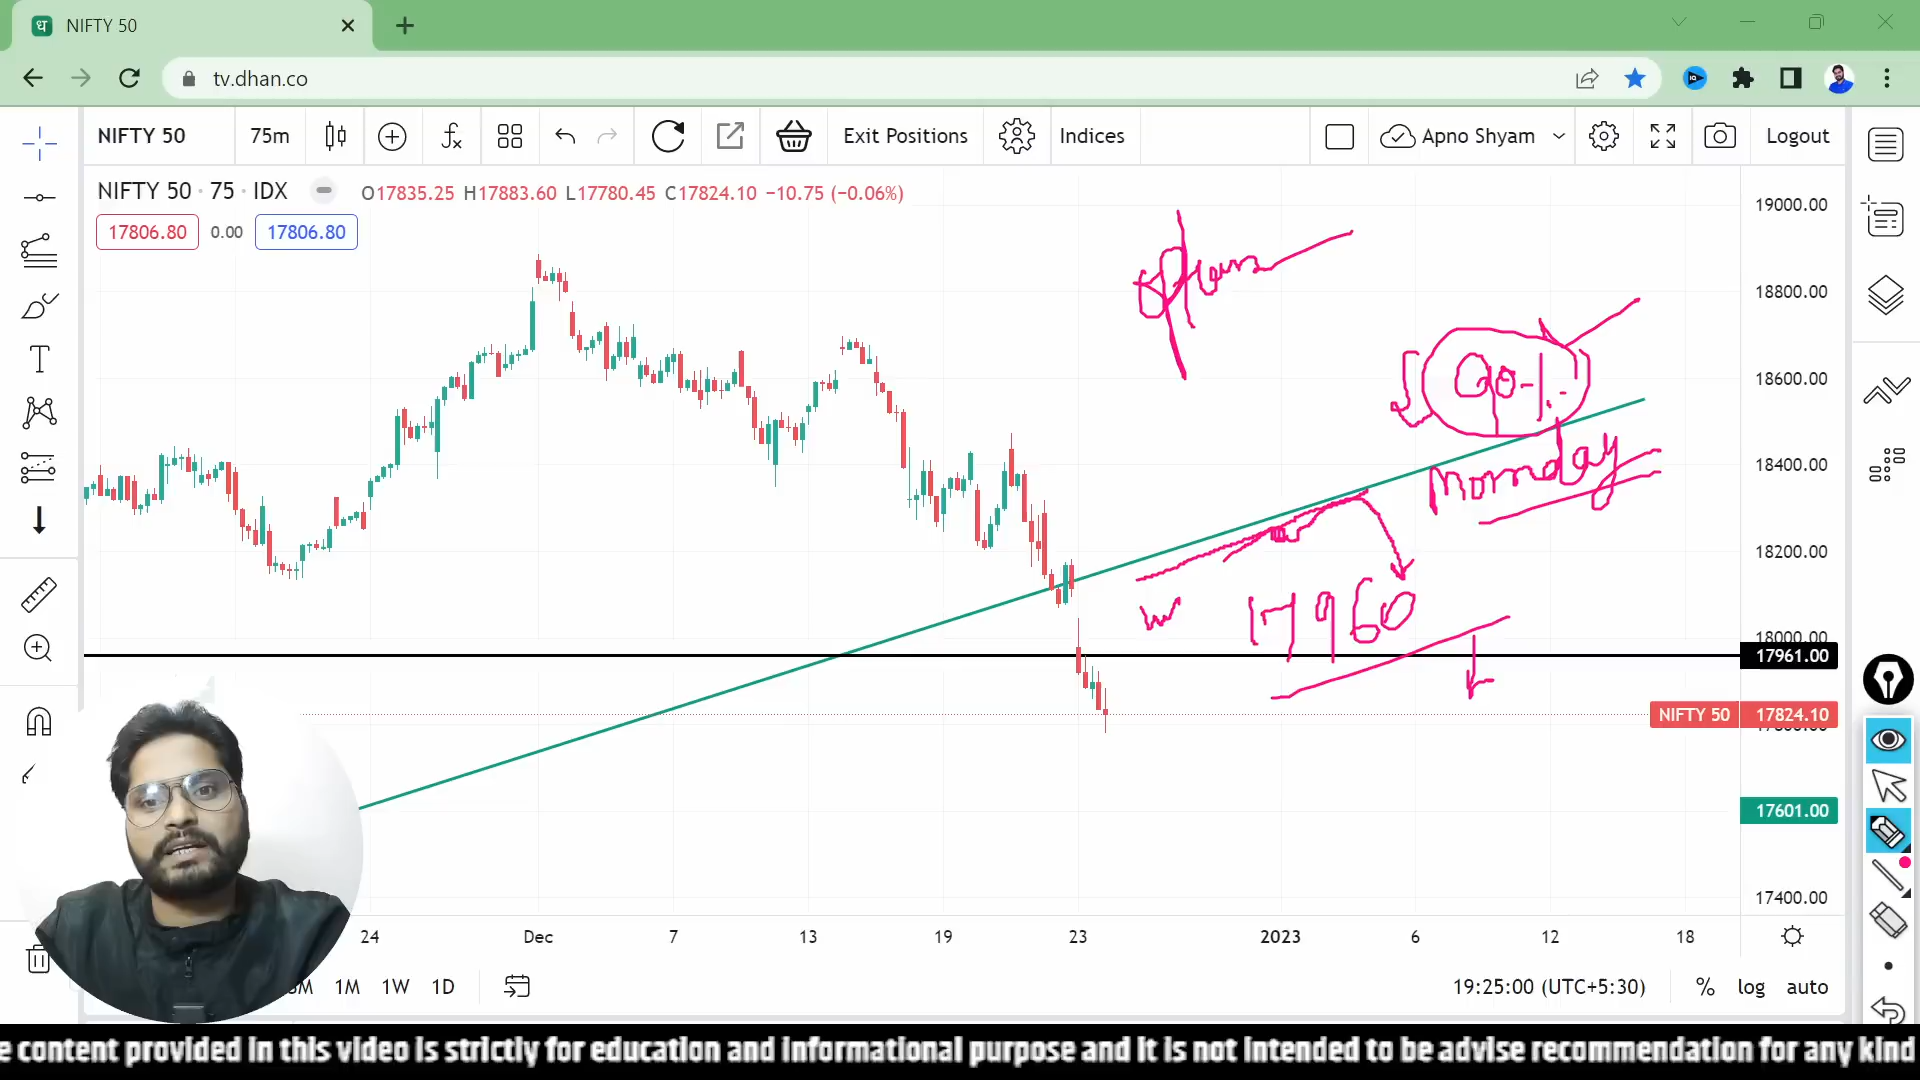 NIFTY 50
tv.dhan.co
NIFTY 50 75m Exit Positions Indices Apno Shyam Logout
NIFTY 50 · 75 · IDX O17835.25 H17883.60 L17780.45 C17824.10 −10.75 (−0.06%)
17806.80 0.00 17806.80
19000.00
18800.00
18600.00
18400.00
18200.00
18000.00
17961.00
NIFTY 50 17824.10
17601.00
17400.00
90%
Monday
17960
24 Dec 7 13 19 23 2023 6 12 18
1M 1W 1D 19:25:00 (UTC+5:30) % log auto
e content provided in this video is strictly for education and informational purpose and it is not intended to be advise recommendation for any kind